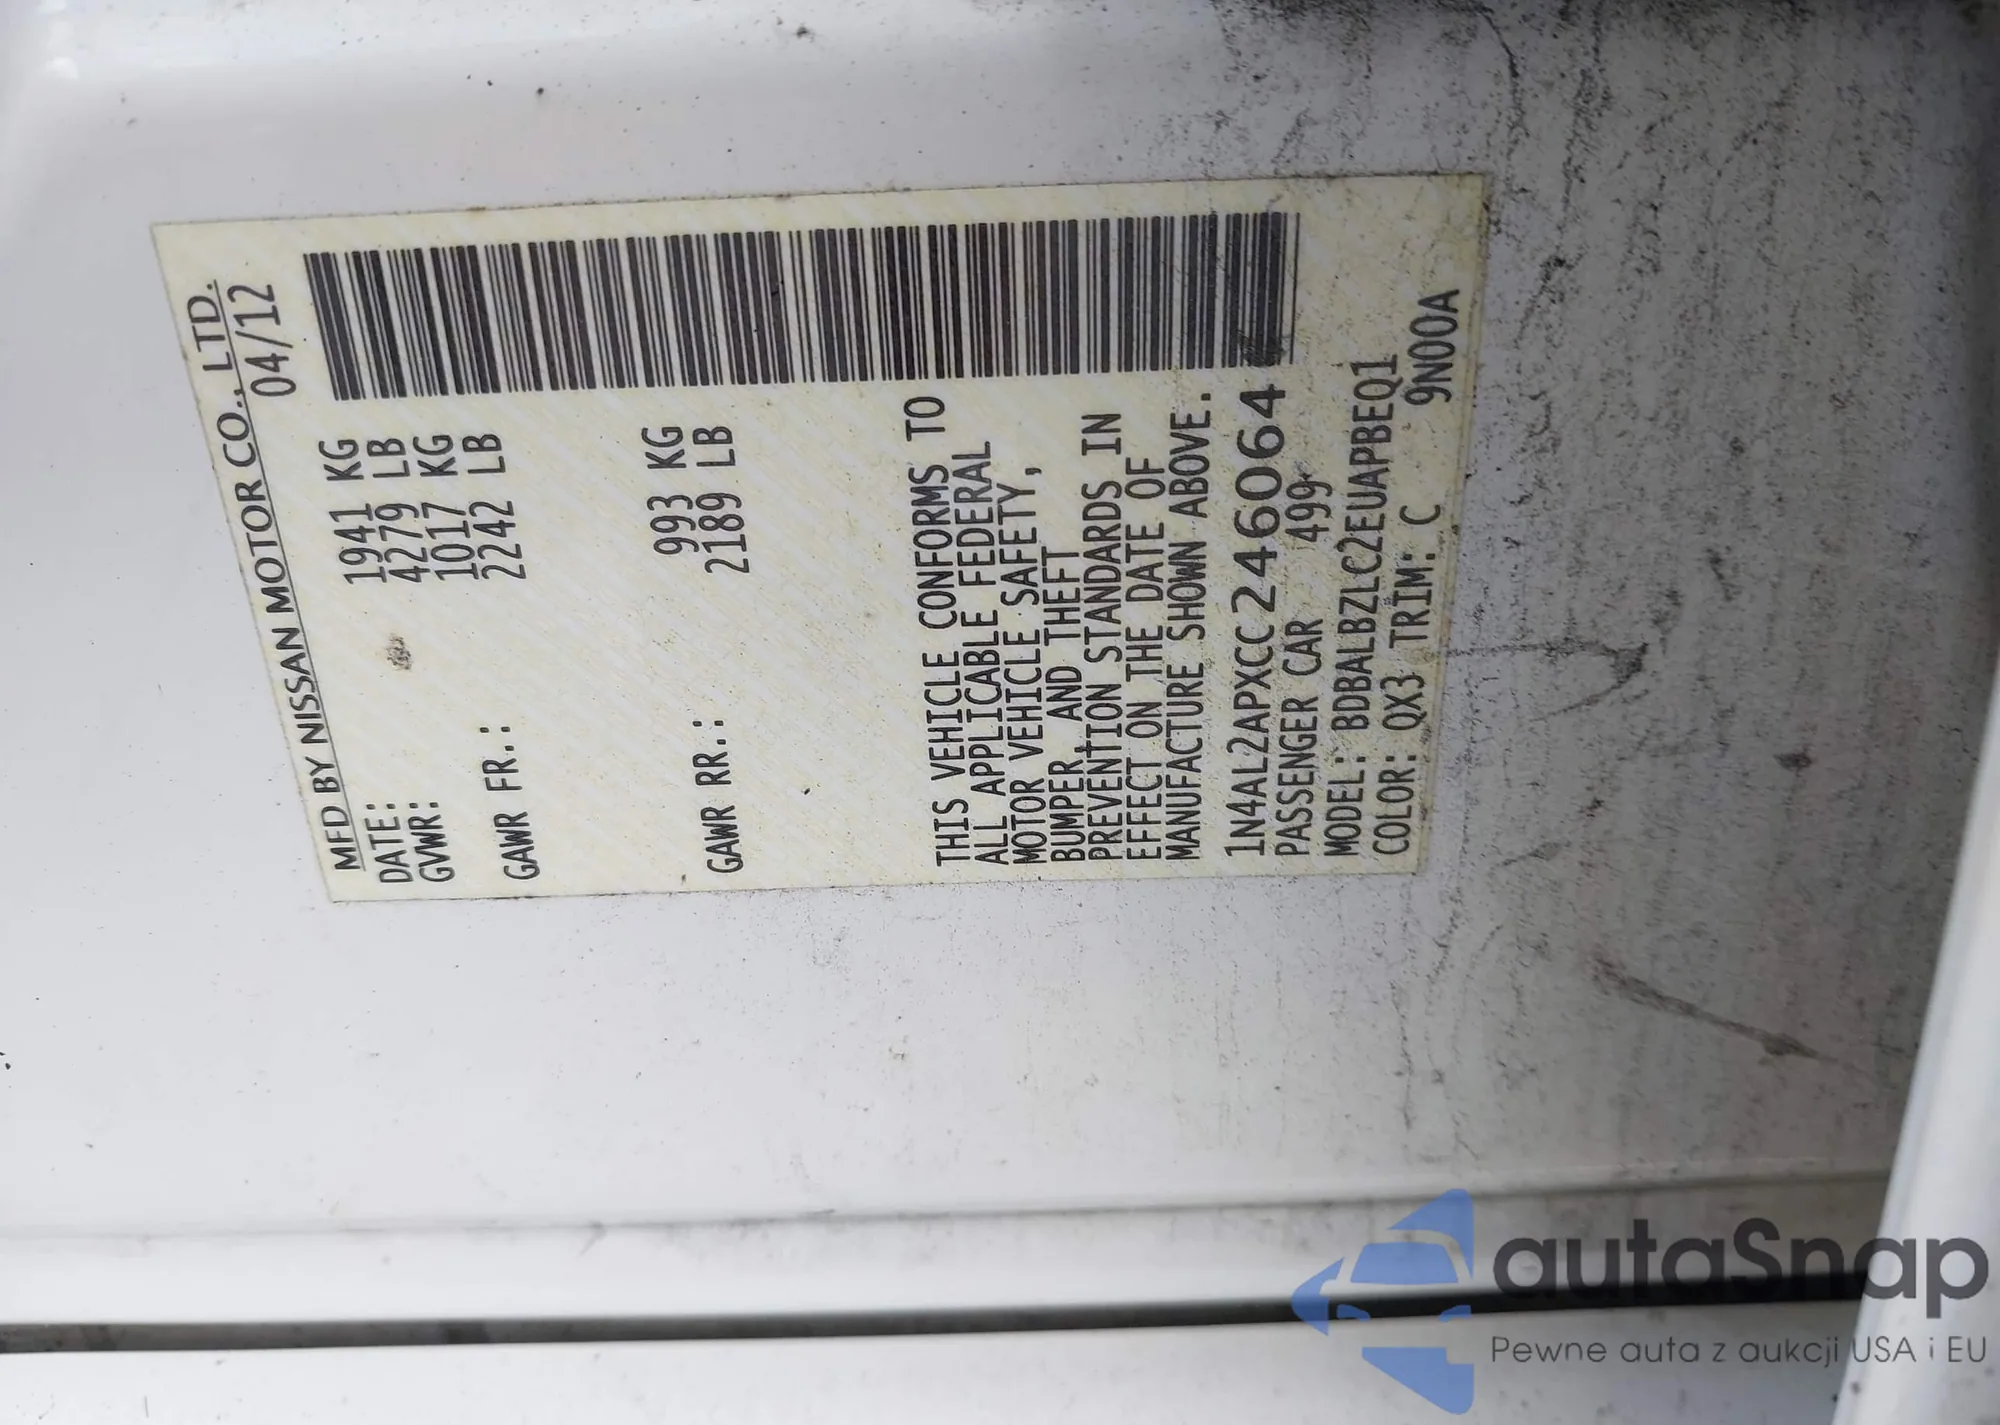 MFD BY NISSAN MOTOR CO., LTD.
DATE: 04/12
GVWR: 1941 KG
4279 LB
GAWR FR.: 1017 KG
2242 LB
GAWR RR.: 993 KG
2189 LB
THIS VEHICLE CONFORMS TO
ALL APPLICABLE FEDERAL
MOTOR VEHICLE SAFETY,
BUMPER, AND THEFT
PREVENTION STANDARDS IN
EFFECT ON THE DATE OF
MANUFACTURE SHOWN ABOVE.
1N4AL2APXCC246064
PASSENGER CAR 499
MODEL: BDBALBZLC2EUAPBEQ1
COLOR: QX3 TRIM: C 9N00A
autaSnap
Pewne auta z aukcji USA i EU